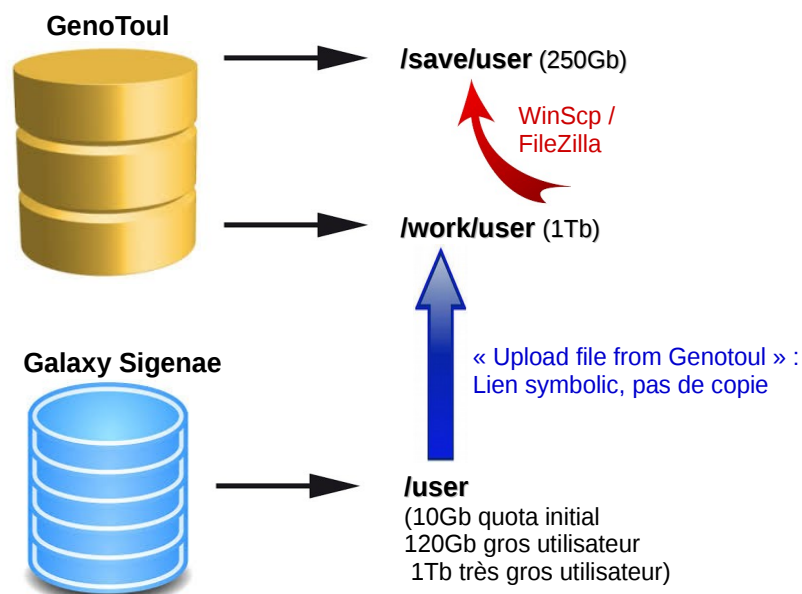 GenoToul
/save/user (250Gb)
WinScp /
FileZilla
/work/user (1Tb)
« Upload file from Genotoul » :
Lien symbolic, pas de copie
Galaxy Sigenae
/user
(10Gb quota initial
120Gb gros utilisateur
1Tb très gros utilisateur)